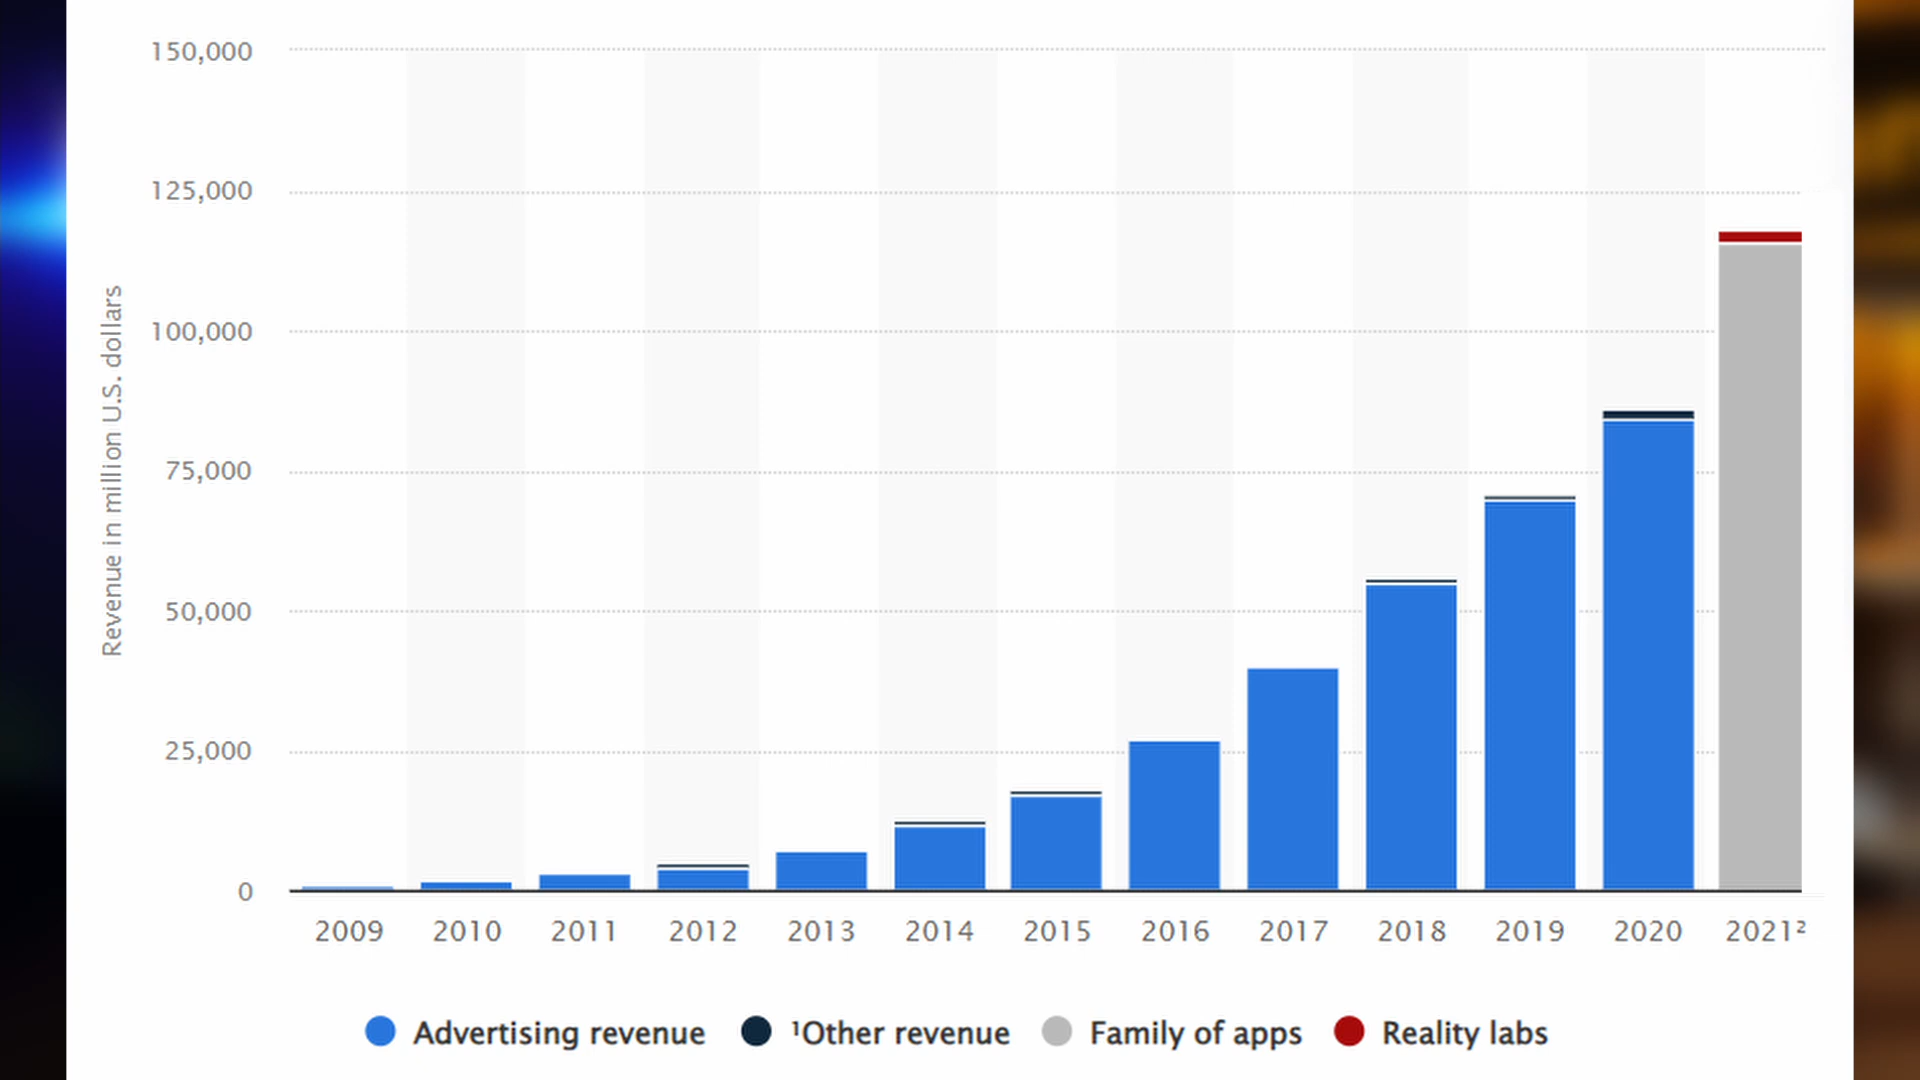 150,000
125,000
100,000
75,000
50,000
25,000
0
Revenue in million U.S. dollars
2009 2010 2011 2012 2013 2014 2015 2016 2017 2018 2019 2020 2021²
Advertising revenue ¹Other revenue Family of apps Reality labs